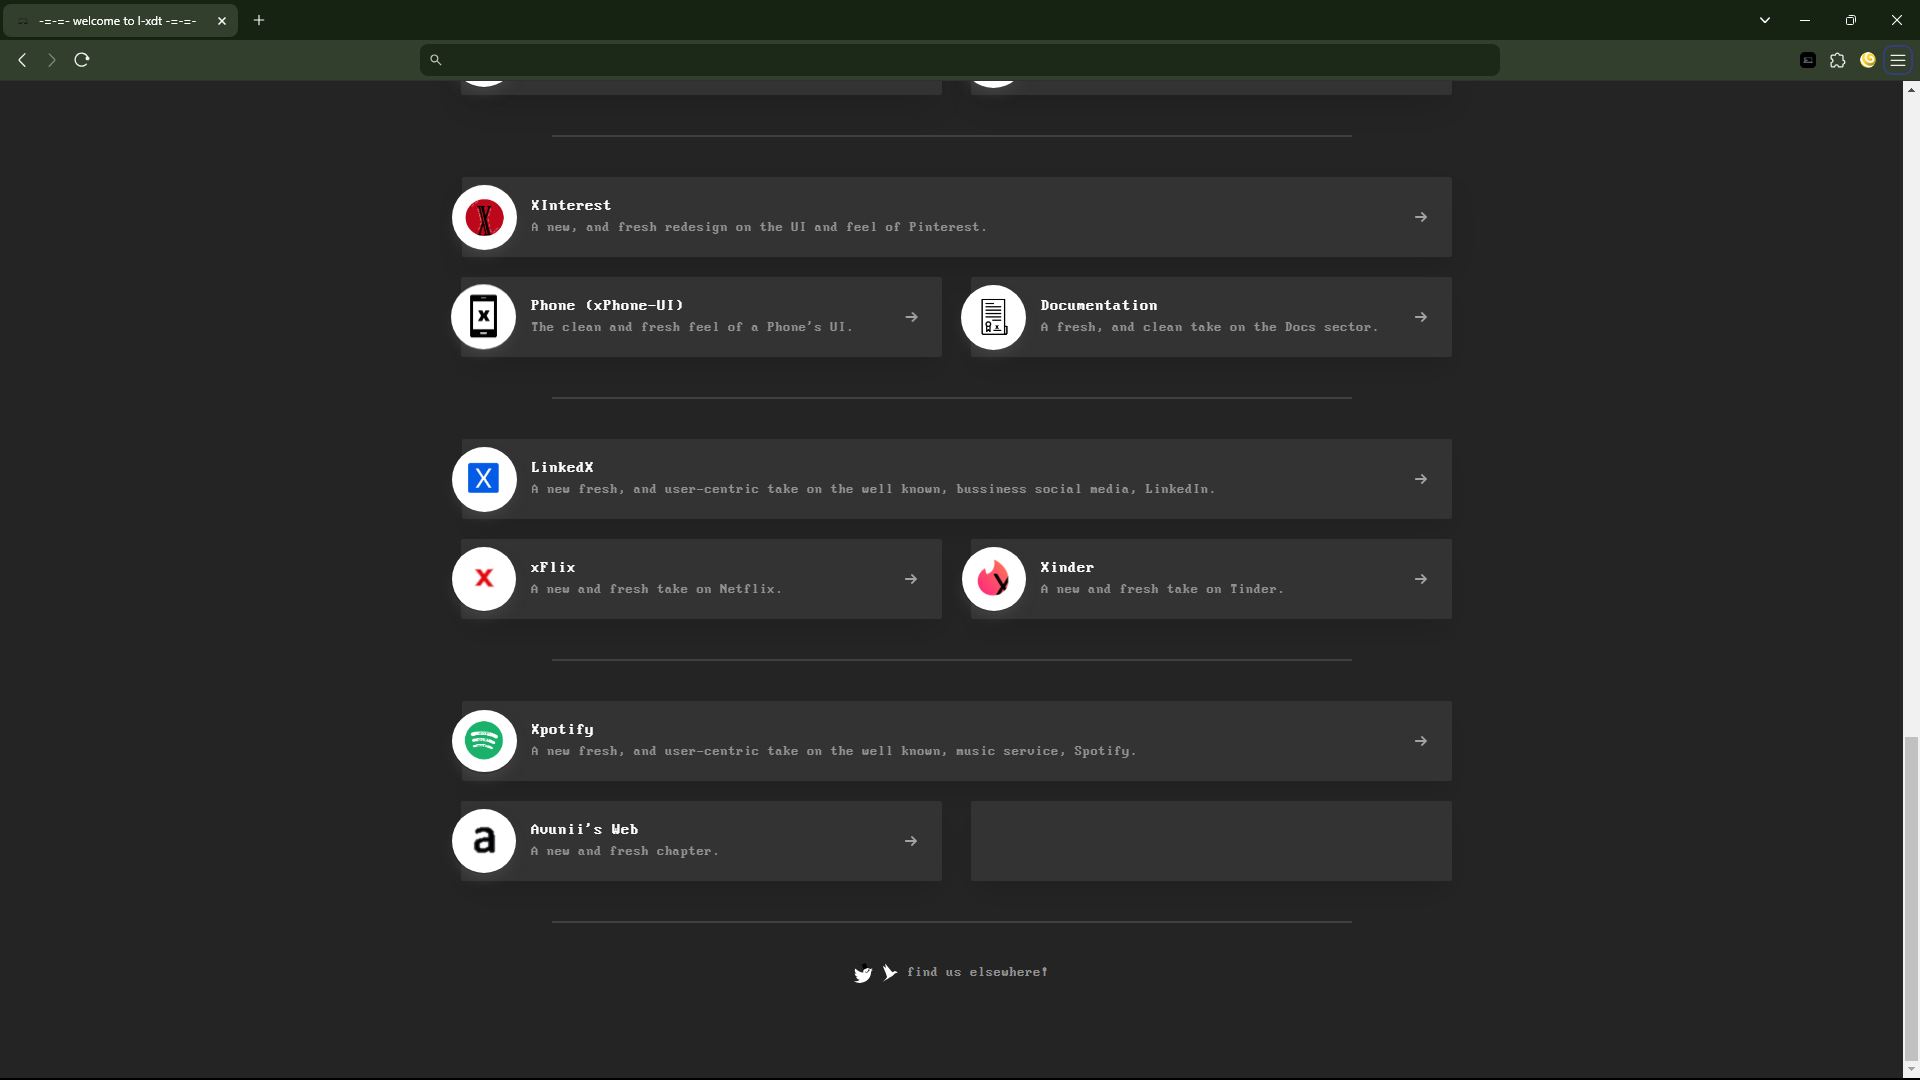 -=-=- welcome to l-xdt -=-=-
XInterest
A new, and fresh redesign on the UI and feel of Pinterest.
Phone (xPhone-UI)
The clean and fresh feel of a Phone's UI.
Documentation
A fresh, and clean take on the Docs sector.
LinkedX
A new fresh, and user-centric take on the well known, bussiness social media, LinkedIn.
xFlix
A new and fresh take on Netflix.
Xinder
A new and fresh take on Tinder.
Xpotify
A new fresh, and user-centric take on the well known, music service, Spotify.
a
Avunii's Web
A new and fresh chapter.
find us elsewhere!